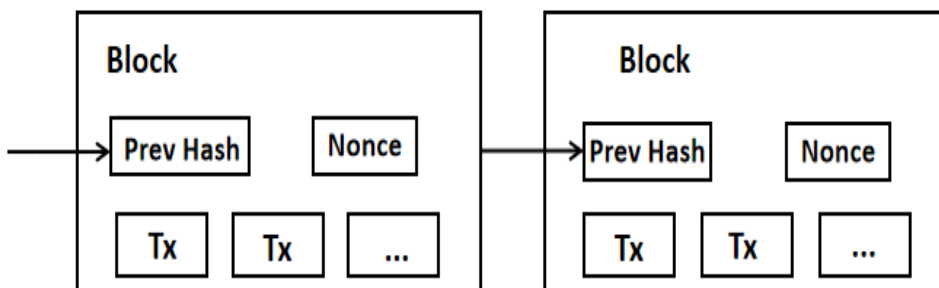 Block
Prev Hash
Nonce
Tx
Tx
...
Block
Prev Hash
Nonce
Tx
Tx
...